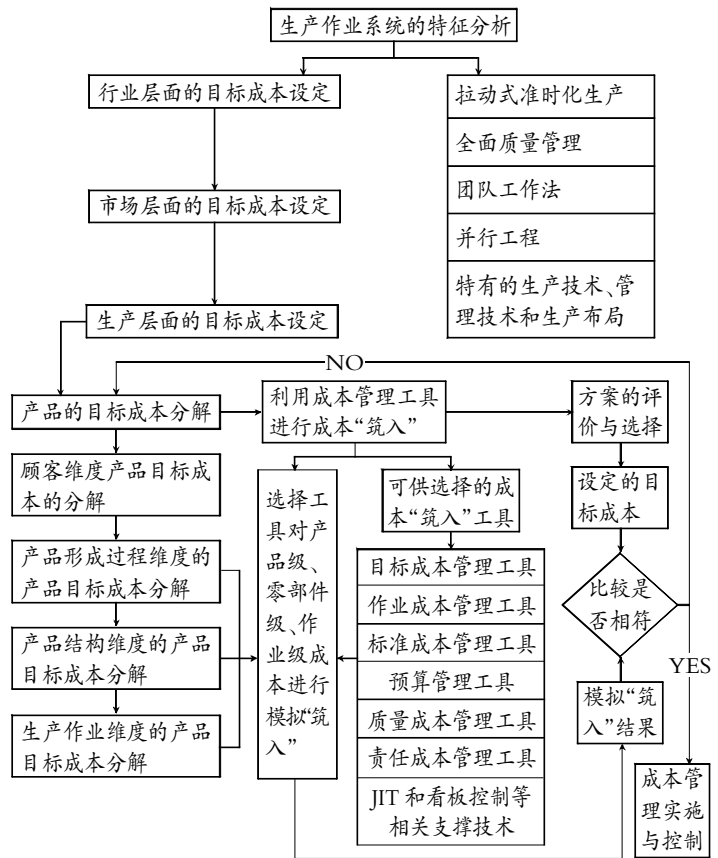 生产作业系统的特征分析
行业层面的目标成本设定
市场层面的目标成本设定
生产层面的目标成本设定
拉动式准时化生产
全面质量管理
团队工作法
并行工程
特有的生产技术、管
理技术和生产布局
NO
产品的目标成本分解
利用成本管理工具
进行成本“筑入”
方案的评
价与选择
顾客维度产品目标成
本的分解
产品形成过程维度的
产品目标成本分解
产品结构维度的产品
目标成本分解
生产作业维度的产品
目标成本分解
选择工
具对产
品级、
零部件
级、作
业级成
本进行
模拟“筑
入”
可供选择的成
本“筑入”工具
目标成本管理工具
作业成本管理工具
标准成本管理工具
预算管理工具
质量成本管理工具
责任成本管理工具
JIT 和看板控制等
相关支撑技术
设定的目
标成本
比较是
否相符
YES
模拟“筑
入”结果
成本管
理实施
与控制